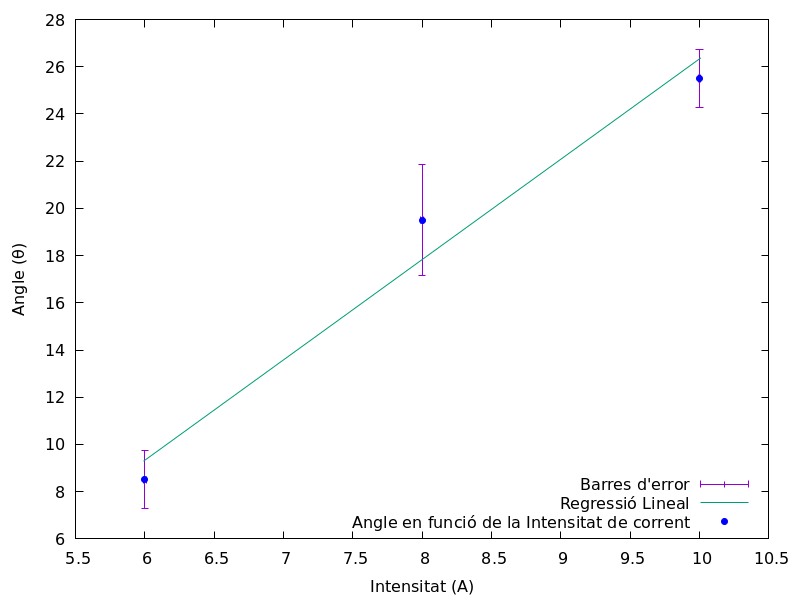 28
26
24
22
20
18
16
14
12
10
8
6
Angle (θ)
Barres d'error
Regressió Lineal
Angle en funció de la Intensitat de corrent
5.5 6 6.5 7 7.5 8 8.5 9 9.5 10 10.5
Intensitat (A)